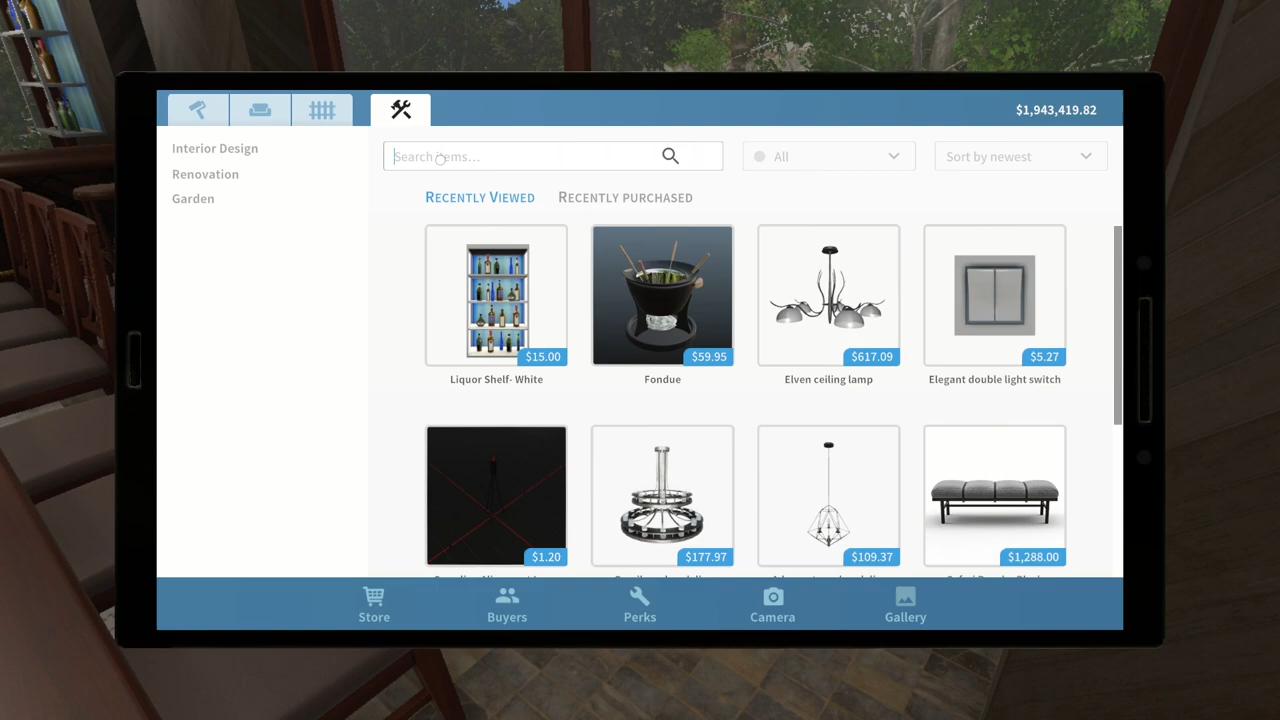 $1,943,419.82
Interior Design
Renovation
Garden
Search items...
All
Sort by newest
RECENTLY VIEWED
RECENTLY PURCHASED
$15.00
$59.95
$617.09
$5.27
Liquor Shelf- White
Fondue
Elven ceiling lamp
Elegant double light switch
$1.20
$177.97
$109.37
$1,288.00
Store
Buyers
Perks
Camera
Gallery